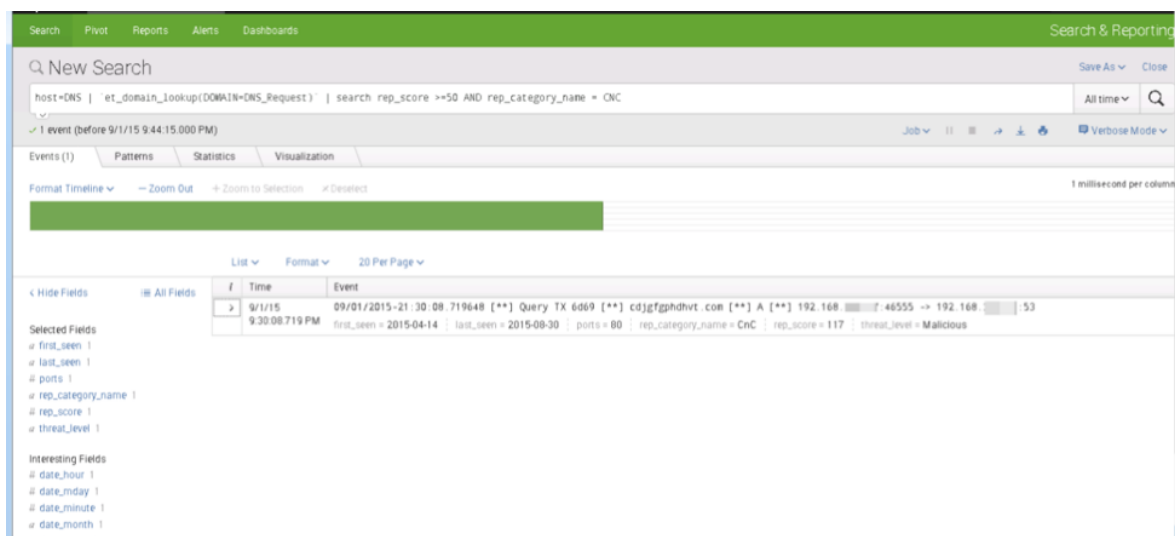 Search Pivot Reports Alerts Dashboards Search & Reporting
New Search Save As Close
host=DNS | `et_domain_lookup(DOMAIN=DNS_Request)` | search rep_score >=50 AND rep_category_name = CNC All time
1 event (before 9/1/15 9:44:15.000 PM) Job Verbose Mode
Events (1) Patterns Statistics Visualization
Format Timeline — Zoom Out + Zoom to Selection × Deselect 1 millisecond per column
List Format 20 Per Page
< Hide Fields All Fields i Time Event
> 9/1/15 09/01/2015-21:30:08.719648 [**] Query TX 6d69 [**] cdjgfgphdhvt.com [**] A [**] 192.168. :46555 -> 192.168. :53
9:30:08.719 PM first_seen = 2015-04-14 last_seen = 2015-08-30 ports = 80 rep_category_name = CnC rep_score = 117 threat_level = Malicious
Selected Fields
a first_seen 1
a last_seen 1
# ports 1
a rep_category_name 1
# rep_score 1
a threat_level 1
Interesting Fields
# date_hour 1
# date_mday 1
# date_minute 1
a date_month 1